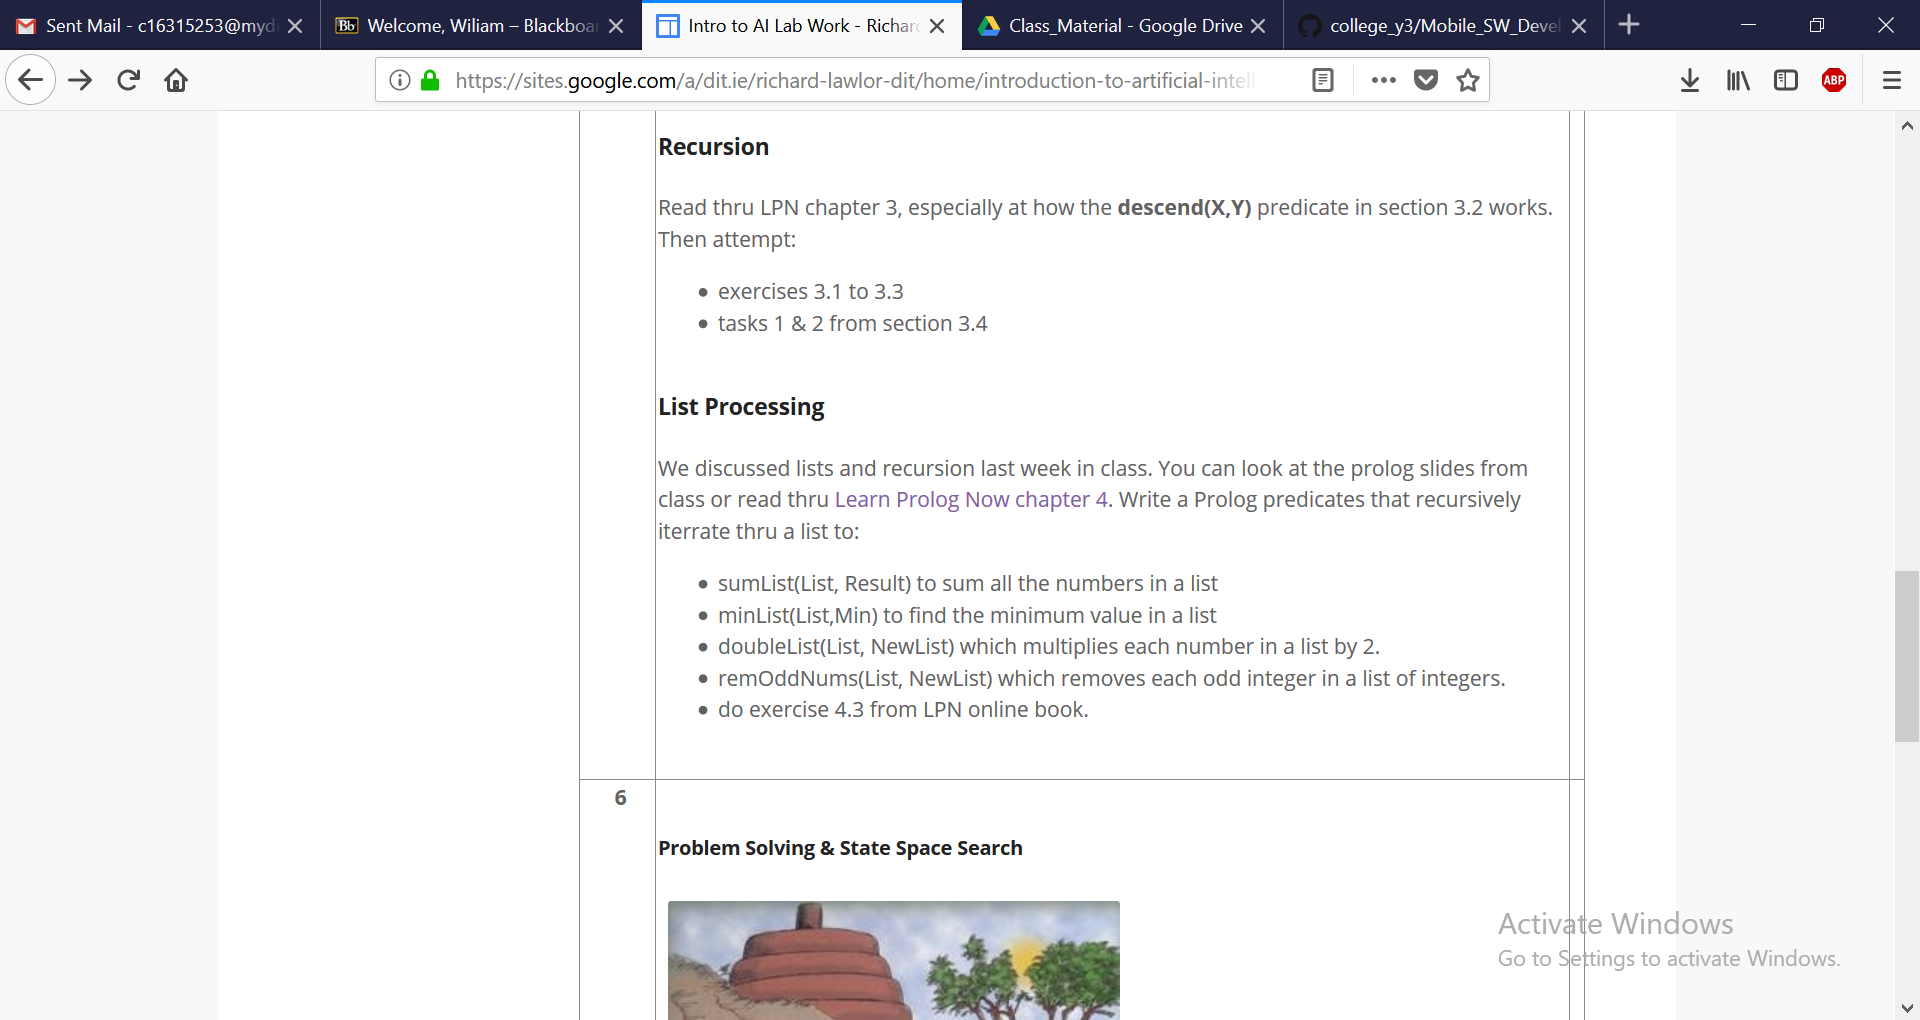 Sent Mail - c16315253@myd
Bb Welcome, Wiliam – Blackboa
Intro to AI Lab Work - Richard
Class_Material - Google Drive
college_y3/Mobile_SW_Devel
https://sites.google.com/a/dit.ie/richard-lawlor-dit/home/introduction-to-artificial-intell
ABP
Recursion
Read thru LPN chapter 3, especially at how the descend(X,Y) predicate in section 3.2 works.
Then attempt:
exercises 3.1 to 3.3
tasks 1 & 2 from section 3.4
List Processing
We discussed lists and recursion last week in class. You can look at the prolog slides from
class or read thru Learn Prolog Now chapter 4. Write a Prolog predicates that recursively
iterrate thru a list to:
sumList(List, Result) to sum all the numbers in a list
minList(List,Min) to find the minimum value in a list
doubleList(List, NewList) which multiplies each number in a list by 2.
remOddNums(List, NewList) which removes each odd integer in a list of integers.
do exercise 4.3 from LPN online book.
6
Problem Solving & State Space Search
Activate Windows
Go to Settings to activate Windows.